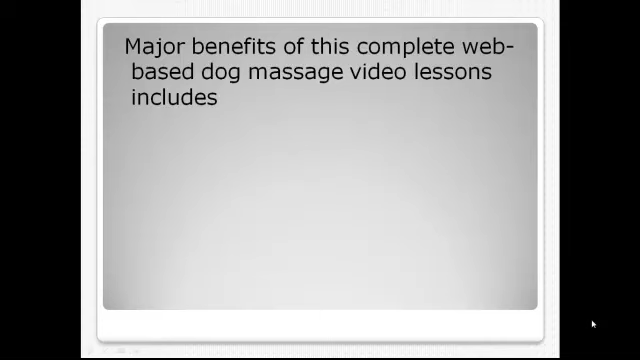 Major benefits of this complete web-
based dog massage video lessons
includes